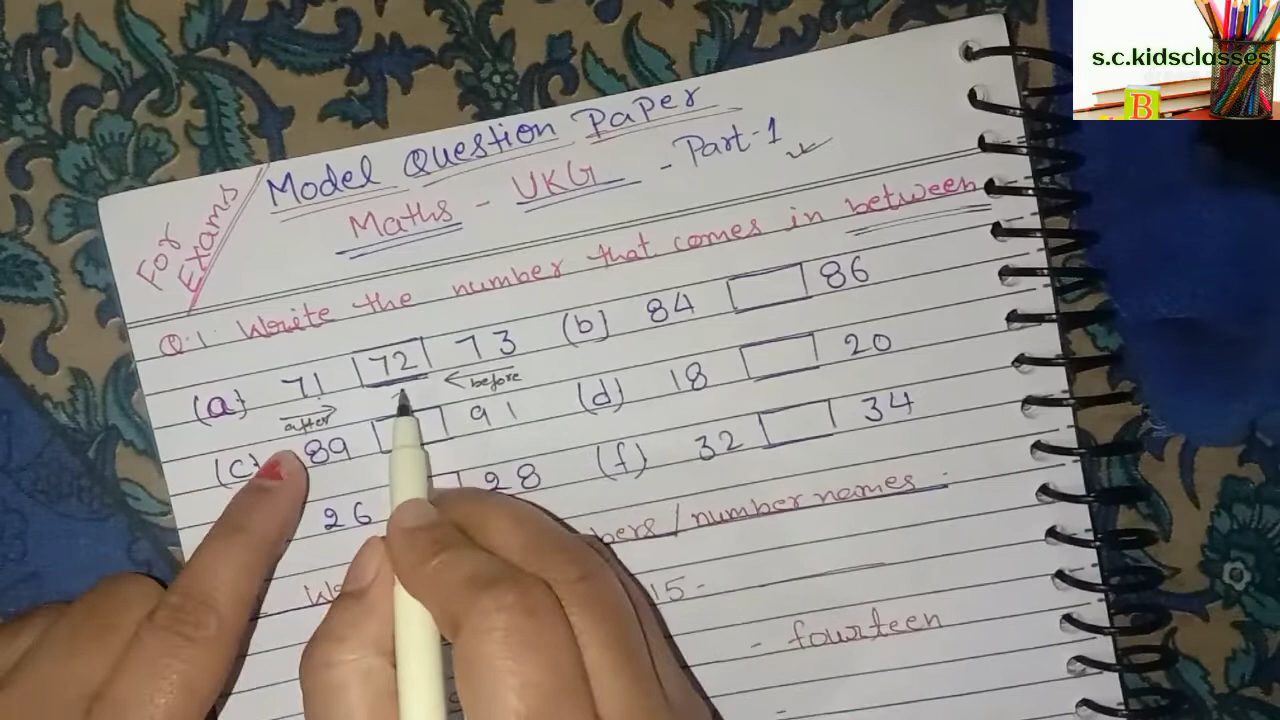 s.c.kidsclasses
B
For Exams
Model Question Paper
Maths - UKG - Part-1
Q.1. Write the number that comes in between
(a) 71 72 73 (b) 84 86
after before
(c) 89 91 (d) 18 20
26 28 (f) 32 34
numbers/number names.
15-
- fourteen
-